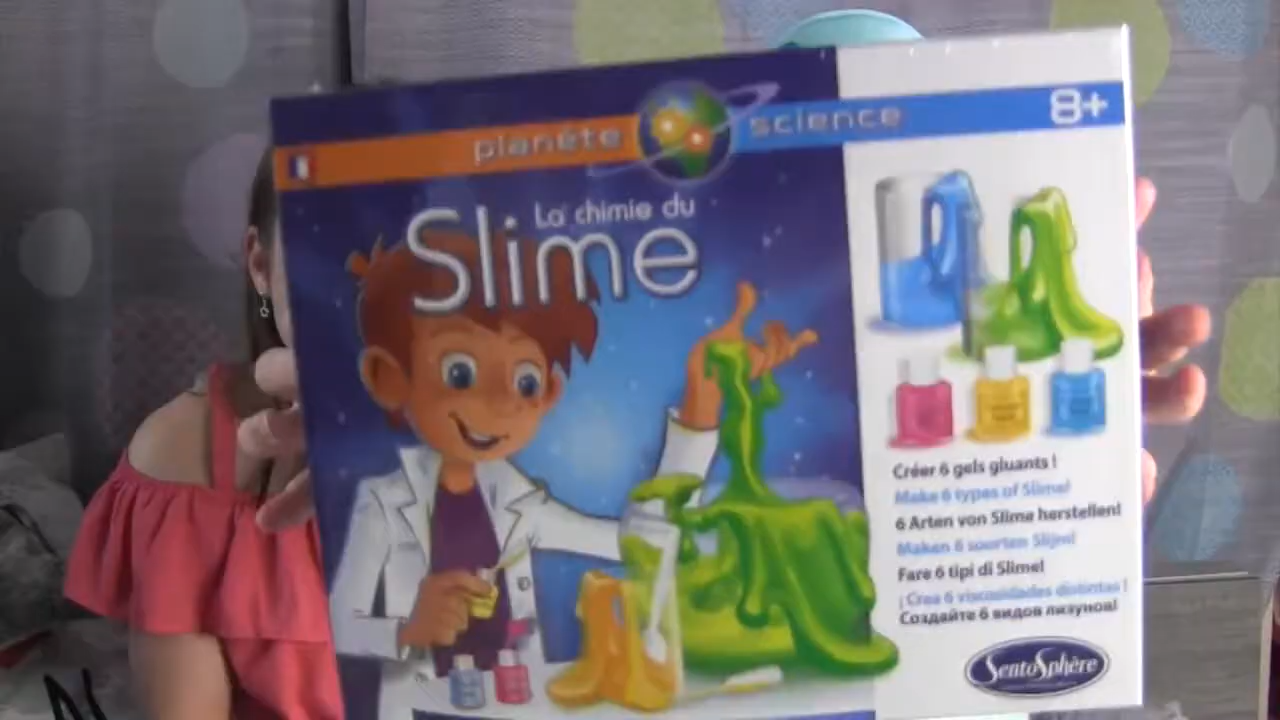 planète science 8+
La chimie du
Slime
Créer 6 gels gluants !
Make 6 types of Slime!
6 Arten von Slime herstellen!
Maken 6 soorten Slijm!
Fare 6 tipi di Slime!
¡Crea 6 viscosidades distintas!
Создайте 6 видов лизунов!
SentoSphère